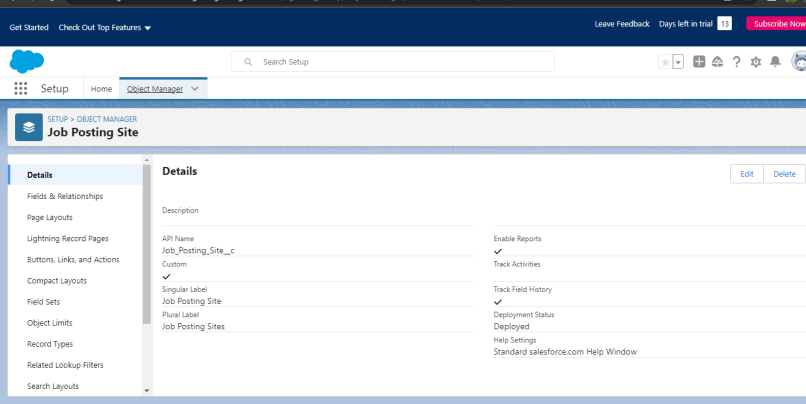 Get Started Check Out Top Features
Leave Feedback Days left in trial 13 Subscribe Now
Search Setup
Setup Home Object Manager
SETUP > OBJECT MANAGER
Job Posting Site
Details
Fields & Relationships
Page Layouts
Lightning Record Pages
Buttons, Links, and Actions
Compact Layouts
Field Sets
Object Limits
Record Types
Related Lookup Filters
Search Layouts
Details
Edit Delete
Description
API Name
Job_Posting_Site__c
Custom
Singular Label
Job Posting Site
Plural Label
Job Posting Sites
Enable Reports
Track Activities
Track Field History
Deployment Status
Deployed
Help Settings
Standard salesforce.com Help Window